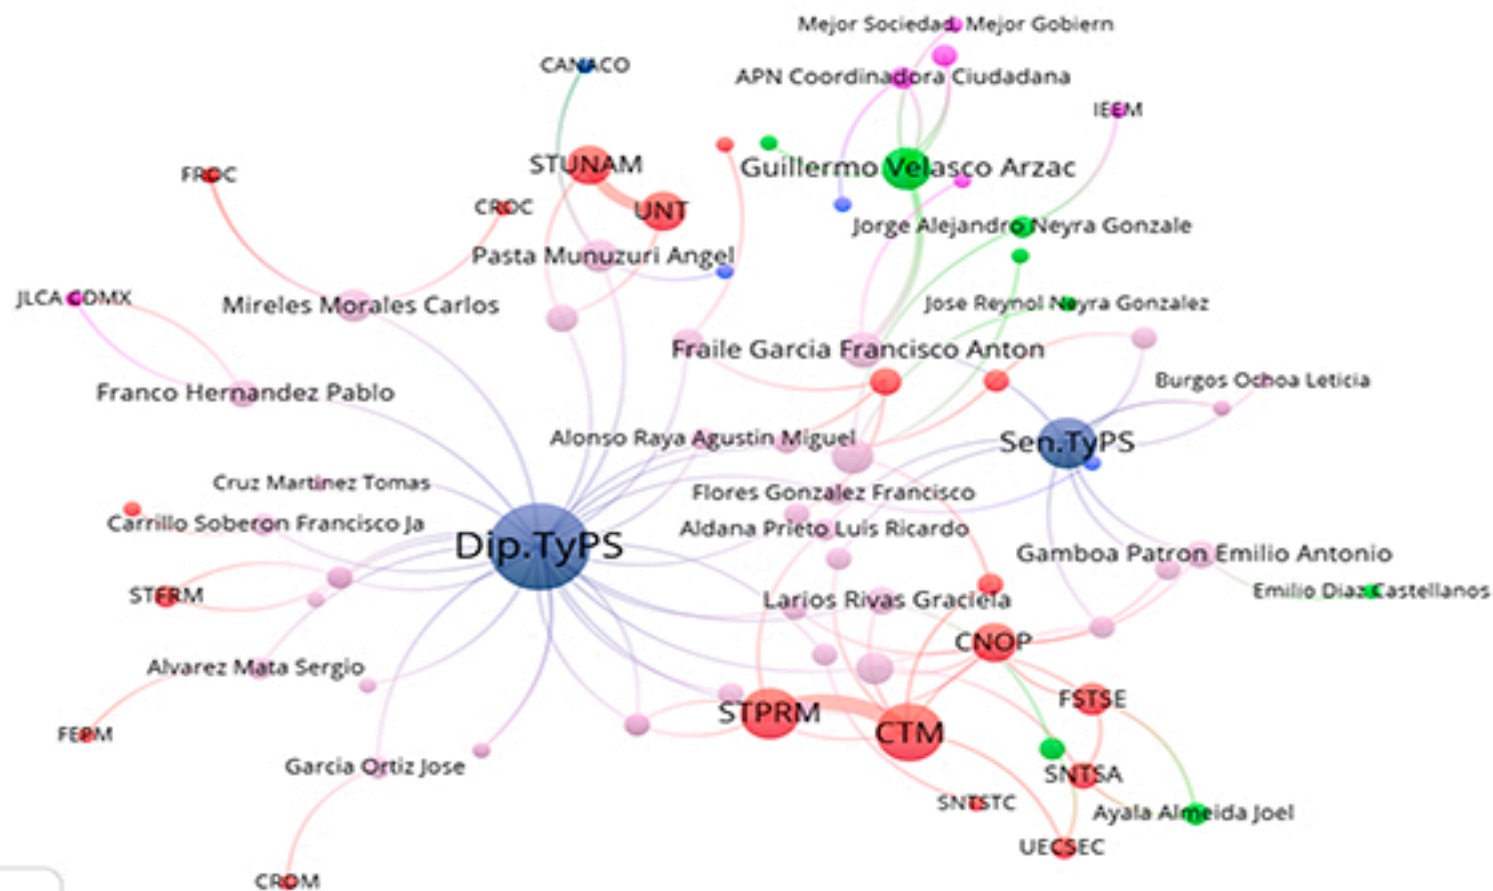 Mejor Sociedad, Mejor Gobiern
CANACO
APN Coordinadora Ciudadana
IEEM
STUNAM
Guillermo Velasco Arzac
FROC
CROC
UNT
Jorge Alejandro Neyra Gonzale
Pasta Munuzuri Angel
JLCA CDMX
Mireles Morales Carlos
Jose Reynol Neyra Gonzalez
Fraile Garcia Francisco Anton
Burgos Ochoa Leticia
Franco Hernandez Pablo
Alonso Raya Agustin Miguel
Sen.TyPS
Cruz Martinez Tomas
Flores Gonzalez Francisco
Carrillo Soberon Francisco Ja
Aldana Prieto Luis Ricardo
Dip.TyPS
Gamboa Patron Emilio Antonio
STFRM
Emilio Diaz Castellanos
Larios Rivas Graciela
CNOP
Alvarez Mata Sergio
FSTSE
STPRM
FEPM
CTM
Garcia Ortiz Jose
SNTSA
SNTSTC
Ayala Almeida Joel
UECSEC
CROM